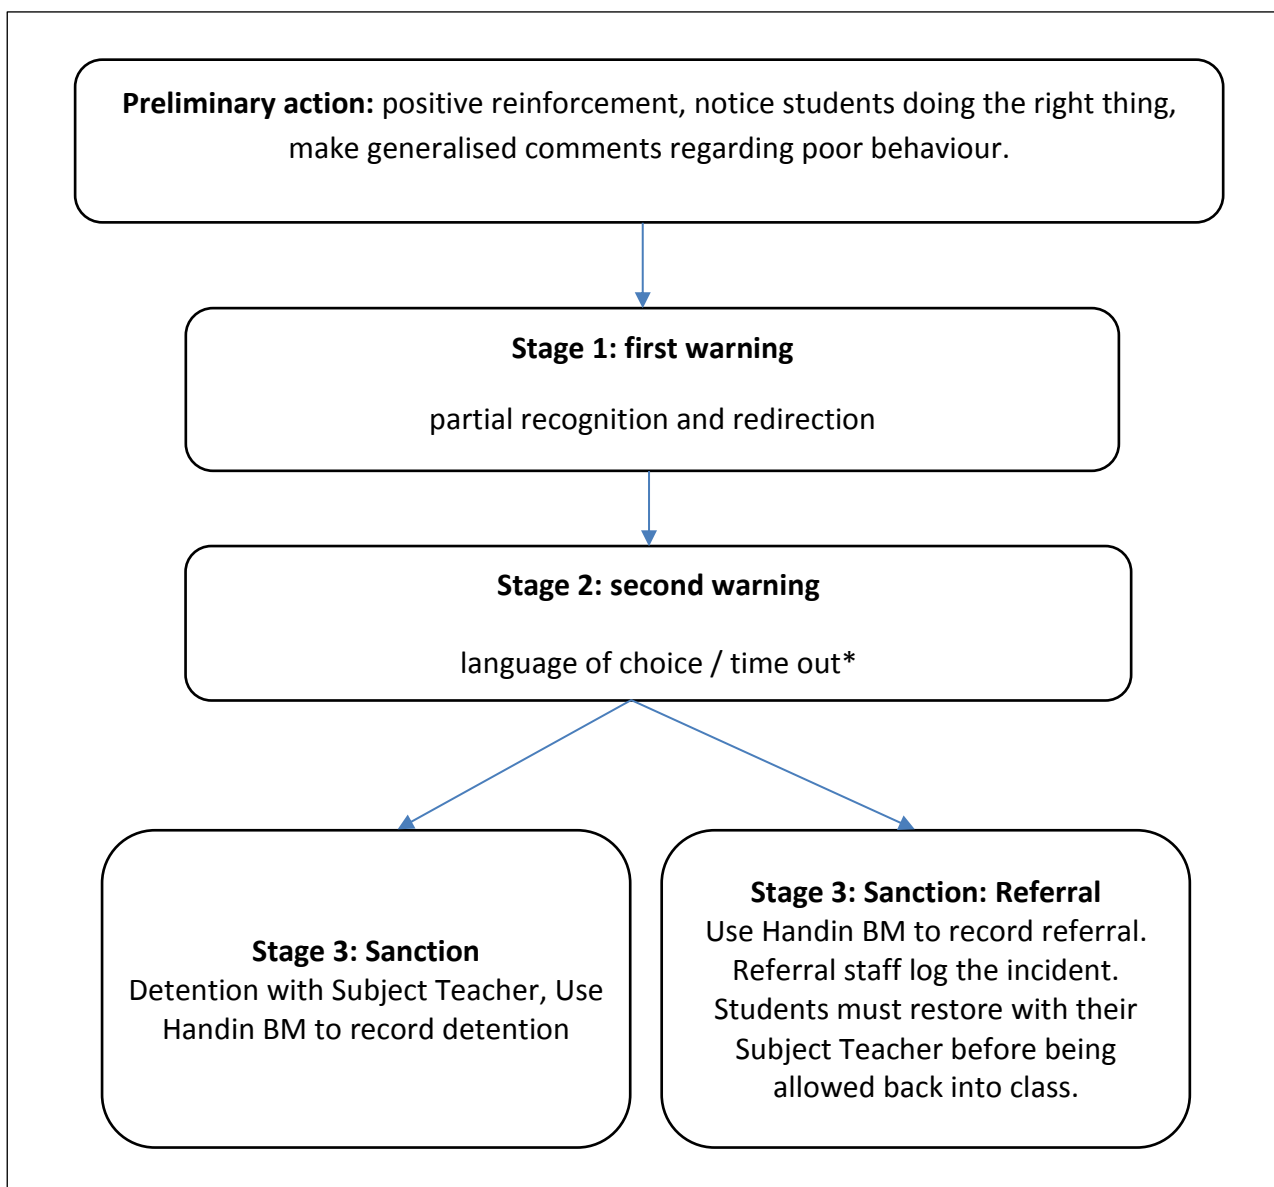 Preliminary action: positive reinforcement, notice students doing the right thing,
make generalised comments regarding poor behaviour.
Stage 1: first warning
partial recognition and redirection
Stage 2: second warning
language of choice / time out*
Stage 3: Sanction
Detention with Subject Teacher, Use
Handin BM to record detention
Stage 3: Sanction: Referral
Use Handin BM to record referral.
Referral staff log the incident.
Students must restore with their
Subject Teacher before being
allowed back into class.